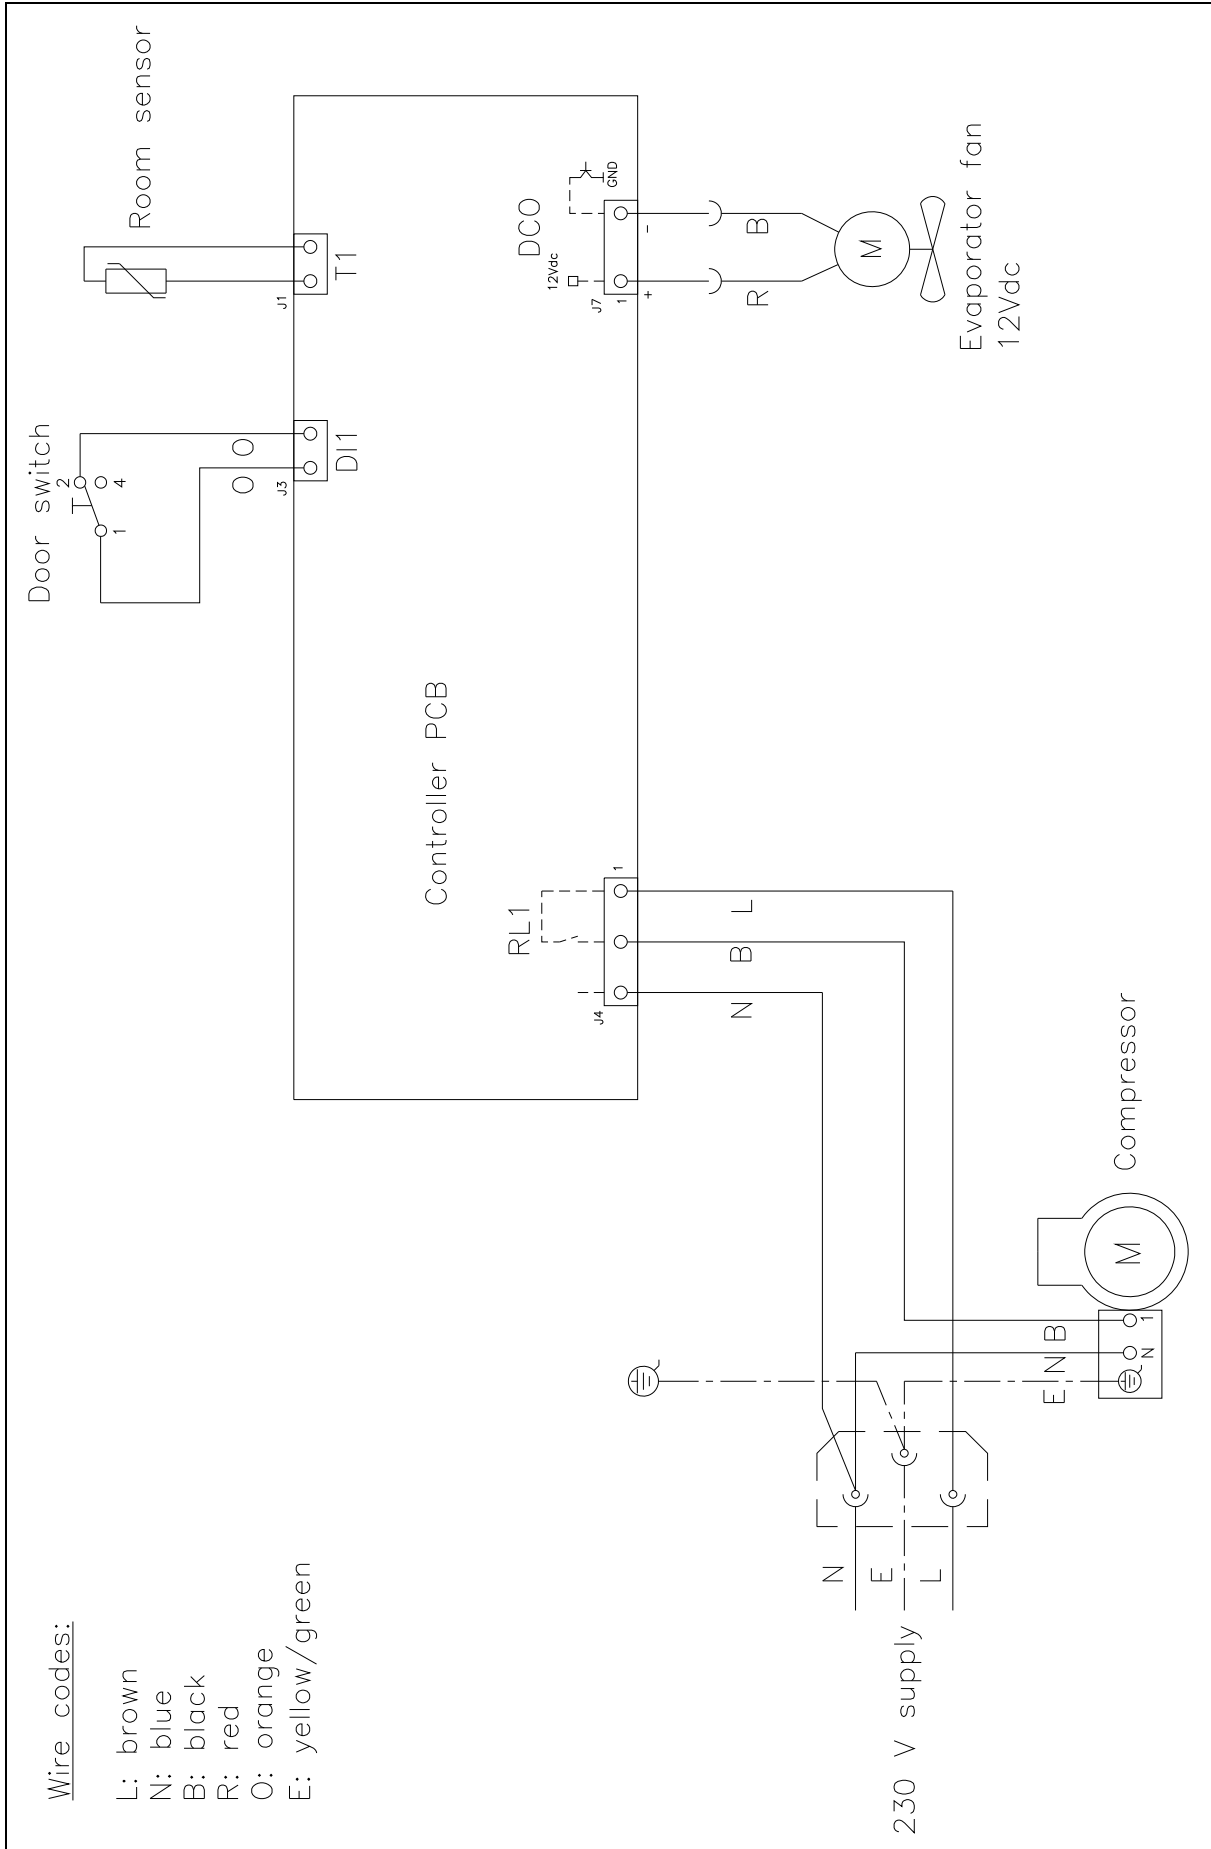 Wire codes:
L: brown
N: blue
B: black
R: red
O: orange
E: yellow/green
Door switch
1
2
4
O O
J3
DI1
Room sensor
J1
T1
Controller PCB
RL1
J4
1
N
B
L
DCO
12Vdc
GND
J7
1
+
-
R
B
M
Evaporator fan
12Vdc
230 V supply
N
E
L
E N B
N
1
M
Compressor